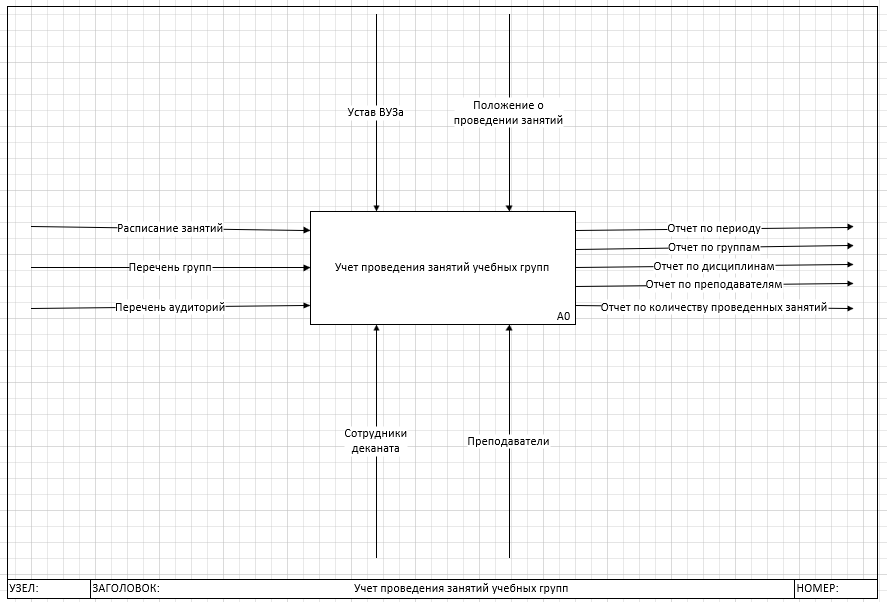 Устав ВУЗа
Положение о
проведении занятий
Расписание занятий
Перечень групп
Перечень аудиторий
Учет проведения занятий учебных групп
A0
Отчет по периоду
Отчет по группам
Отчет по дисциплинам
Отчет по преподавателям
Отчет по количеству проведенных занятий
Сотрудники
деканата
Преподаватели
УЗЕЛ:
ЗАГОЛОВОК:
Учет проведения занятий учебных групп
НОМЕР: